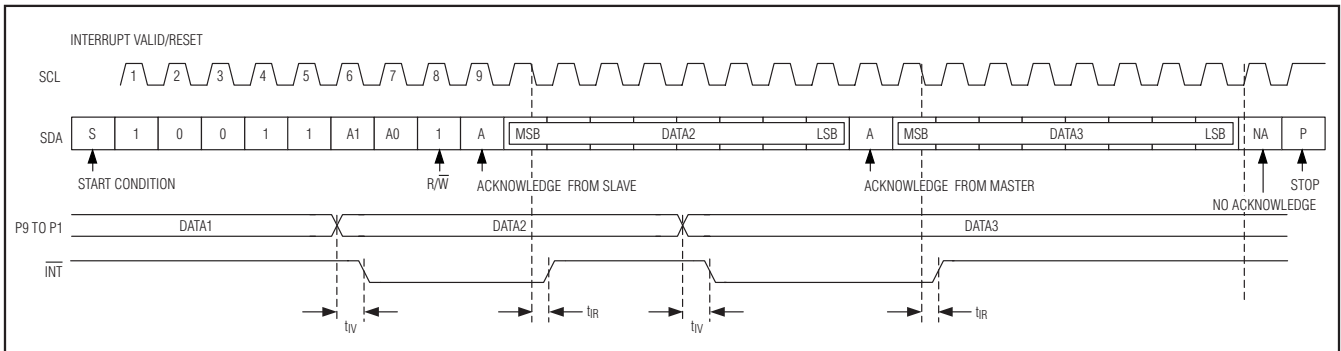 INTERRUPT VALID/RESET
SCL 1 2 3 4 5 6 7 8 9
SDA S 1 0 0 1 1 A1 A0 1 A MSB DATA2 LSB A MSB DATA3 LSB NA P
START CONDITION R/W̅ ACKNOWLEDGE FROM SLAVE ACKNOWLEDGE FROM MASTER STOP
NO ACKNOWLEDGE
P9 TO P1 DATA1 DATA2 DATA3
I̅N̅T̅
tIV tIR tIV tIR